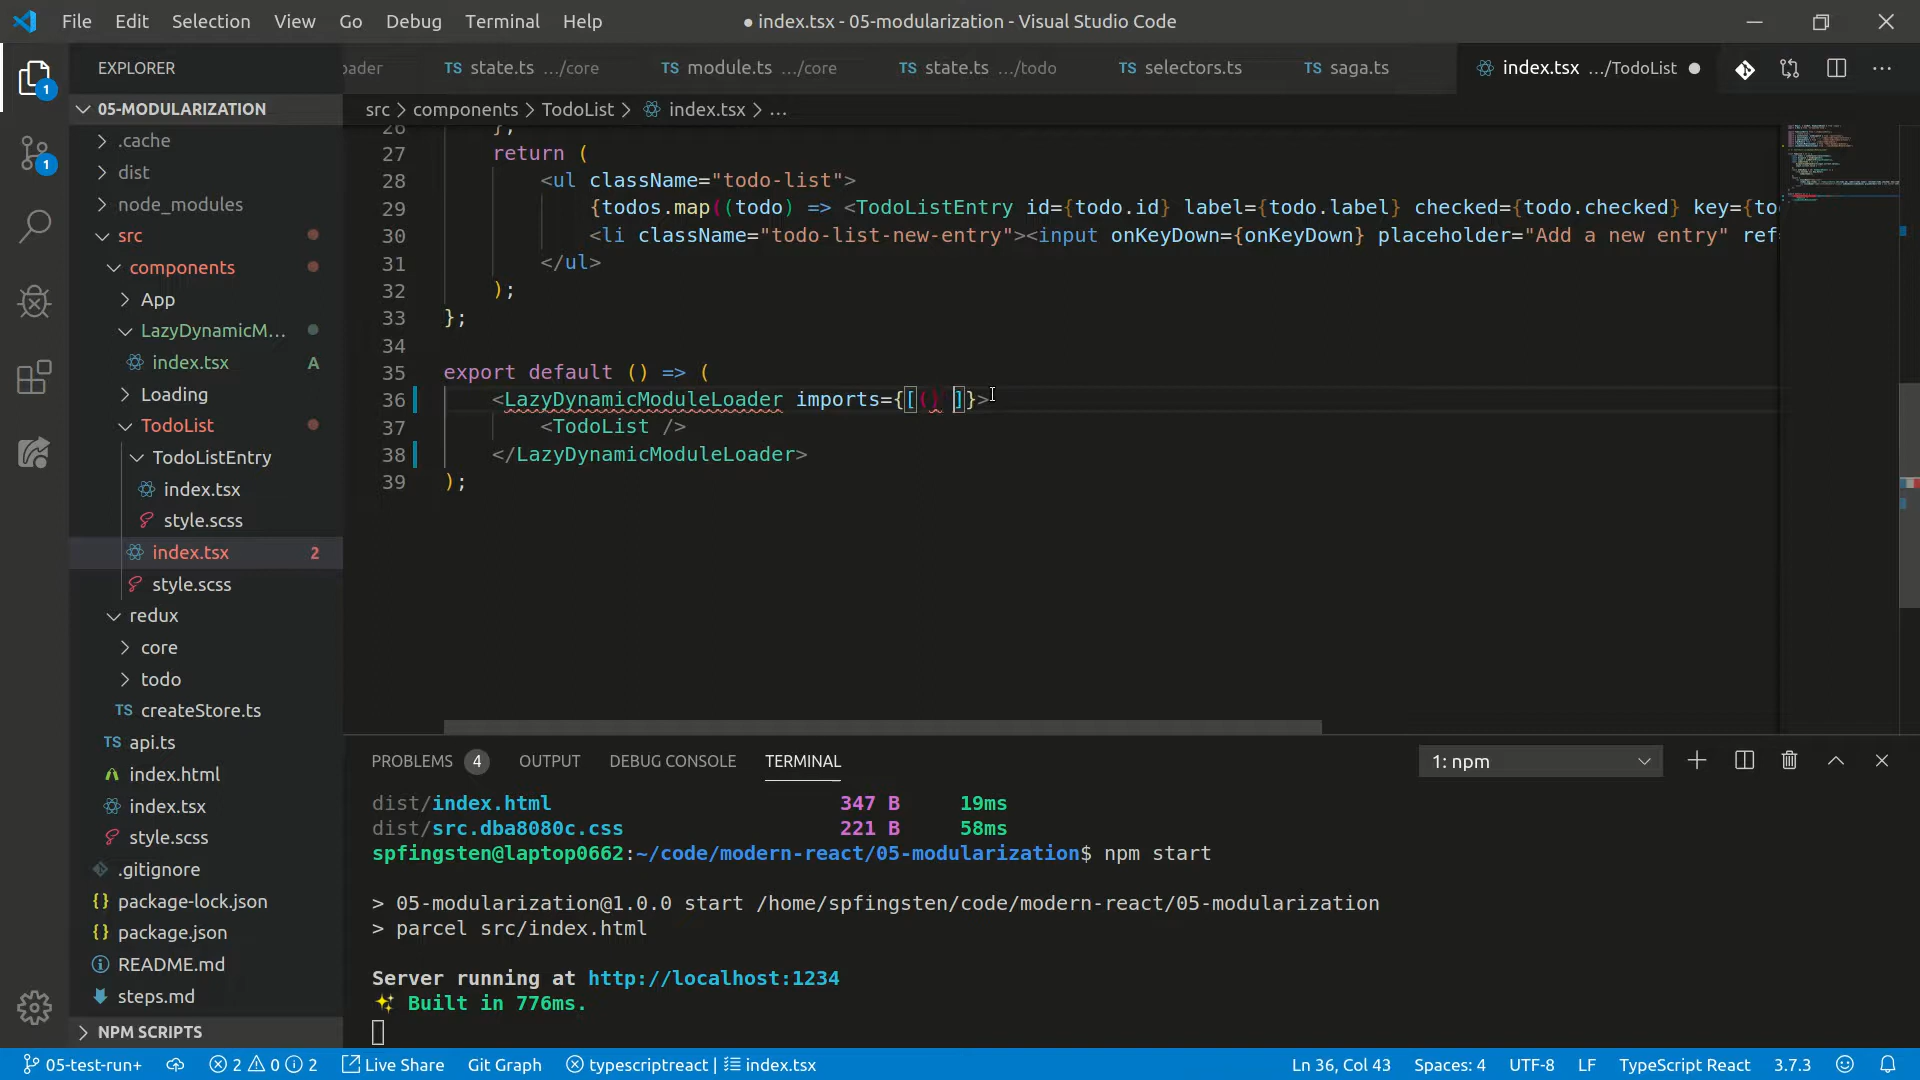 File Edit Selection View Go Debug Terminal Help
● index.tsx - 05-modularization - Visual Studio Code
EXPLORER
ader
TS state.ts .../core
TS module.ts .../core
TS state.ts .../todo
TS selectors.ts
TS saga.ts
index.tsx .../TodoList ●
src > components > TodoList > index.tsx > ...
1
1
05-MODULARIZATION
.cache
dist
node_modules
src
components
App
LazyDynamicM...
index.tsx A
Loading
TodoList
TodoListEntry
index.tsx
style.scss
index.tsx 2
style.scss
redux
core
todo
TS createStore.ts
TS api.ts
index.html
index.tsx
style.scss
.gitignore
{} package-lock.json
{} package.json
README.md
steps.md
NPM SCRIPTS
26 };
27 return (
28 <ul className="todo-list">
29 {todos.map((todo) => <TodoListEntry id={todo.id} label={todo.label} checked={todo.checked} key={to
30 <li className="todo-list-new-entry"><input onKeyDown={onKeyDown} placeholder="Add a new entry" ref=
31 </ul>
32 );
33 };
34
35 export default () => (
36 <LazyDynamicModuleLoader imports={[() ]}>
37 <TodoList />
38 </LazyDynamicModuleLoader>
39 );
PROBLEMS 4 OUTPUT DEBUG CONSOLE TERMINAL
1: npm
dist/index.html 347 B 19ms
dist/src.dba8080c.css 221 B 58ms
spfingsten@laptop0662:~/code/modern-react/05-modularization$ npm start
> 05-modularization@1.0.0 start /home/spfingsten/code/modern-react/05-modularization
> parcel src/index.html
Server running at http://localhost:1234
✨ Built in 776ms.
05-test-run+ 2 0 2 Live Share Git Graph typescriptreact | index.tsx
Ln 36, Col 43 Spaces: 4 UTF-8 LF TypeScript React 3.7.3